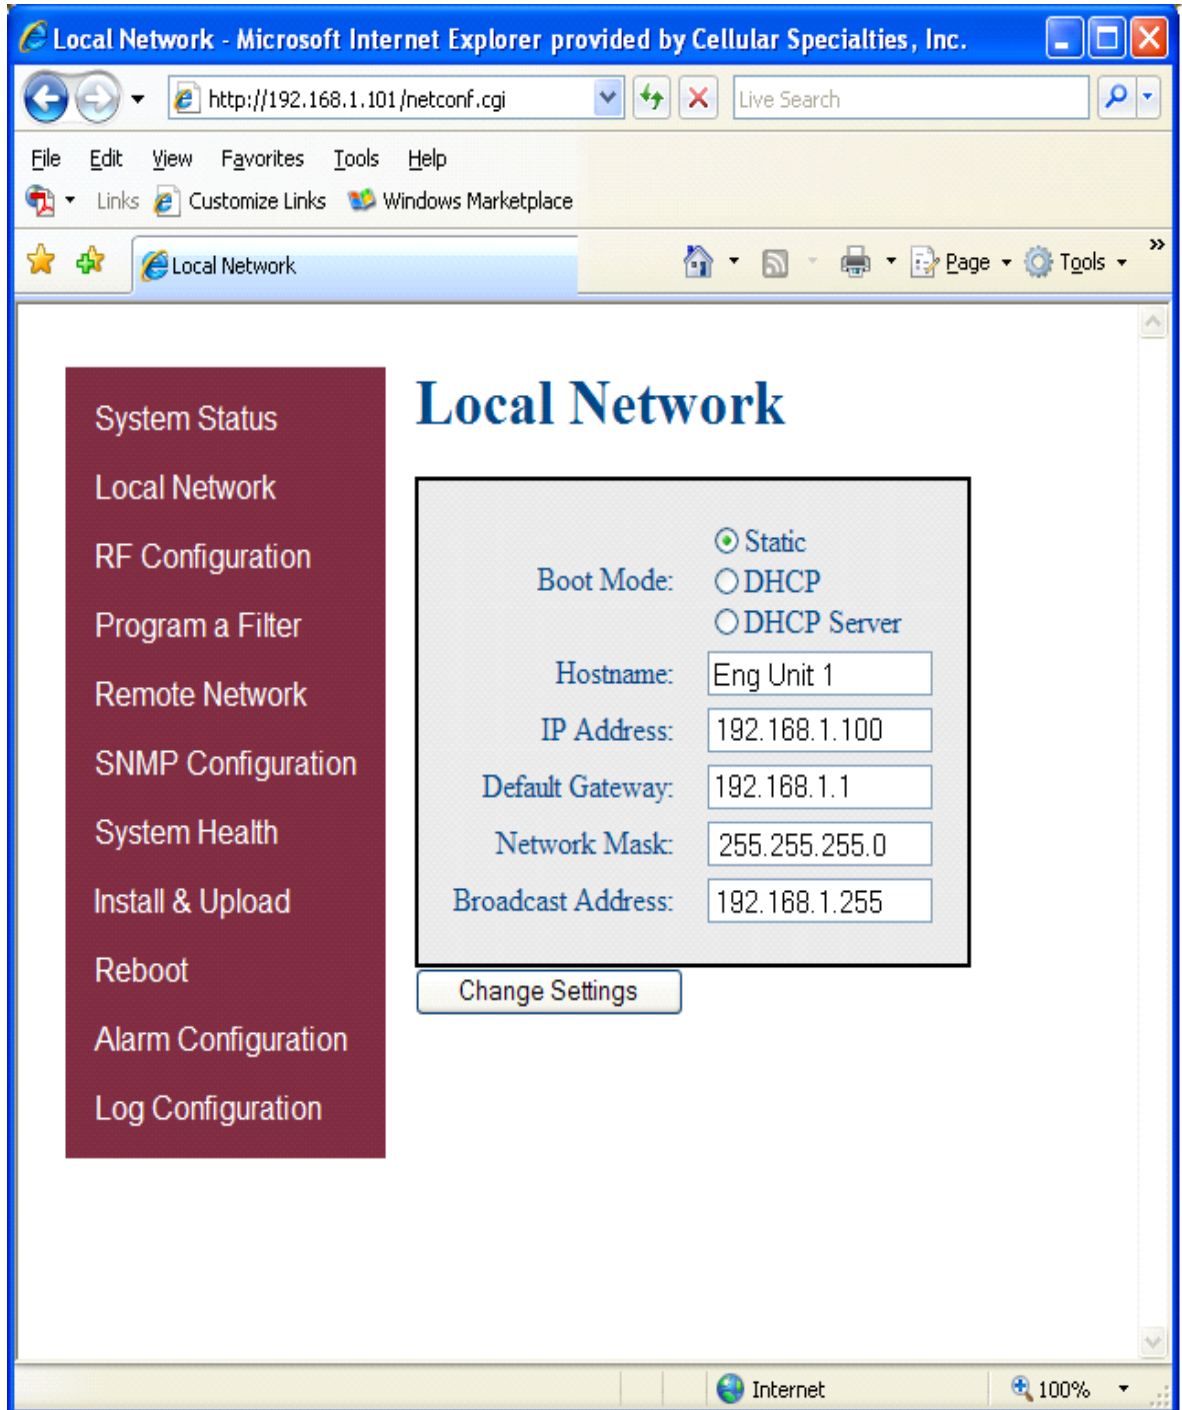 Local Network - Microsoft Internet Explorer provided by Cellular Specialties, Inc.
http://192.168.1.101/netconf.cgi
Live Search
File Edit View Favorites Tools Help
Links Customize Links Windows Marketplace
Local Network
Page Tools »
System Status
Local Network
RF Configuration
Program a Filter
Remote Network
SNMP Configuration
System Health
Install & Upload
Reboot
Alarm Configuration
Log Configuration
Local Network
Boot Mode:
Static
DHCP
DHCP Server
Hostname: Eng Unit 1
IP Address: 192.168.1.100
Default Gateway: 192.168.1.1
Network Mask: 255.255.255.0
Broadcast Address: 192.168.1.255
Change Settings
Internet 100%